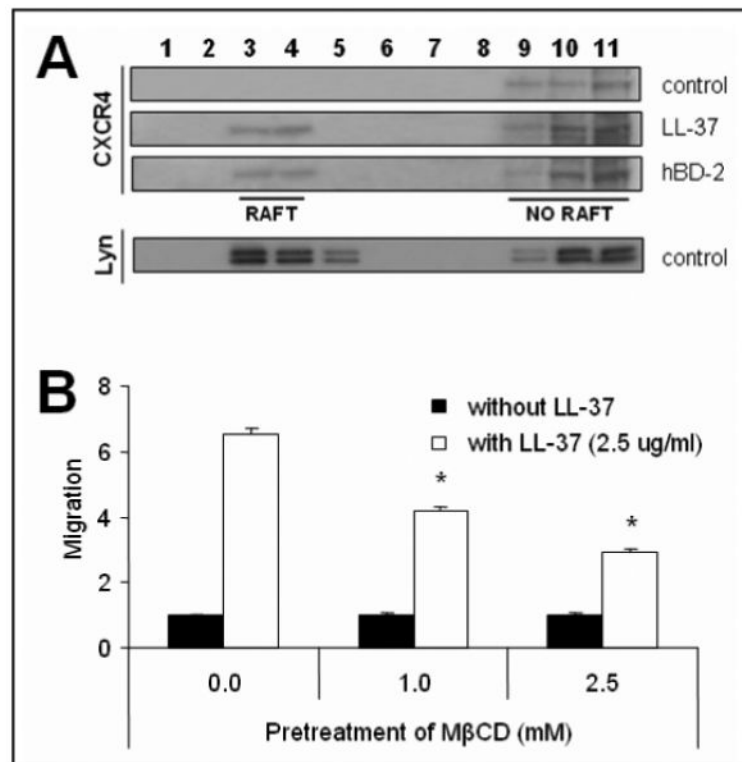 A
1 2 3 4 5 6 7 8 9 10 11
CXCR4
control
LL-37
hBD-2
RAFT NO RAFT
Lyn
control
B
8
6
4
2
0
Migration
without LL-37
with LL-37 (2.5 ug/ml)
*
*
0.0 1.0 2.5
Pretreatment of MβCD (mM)